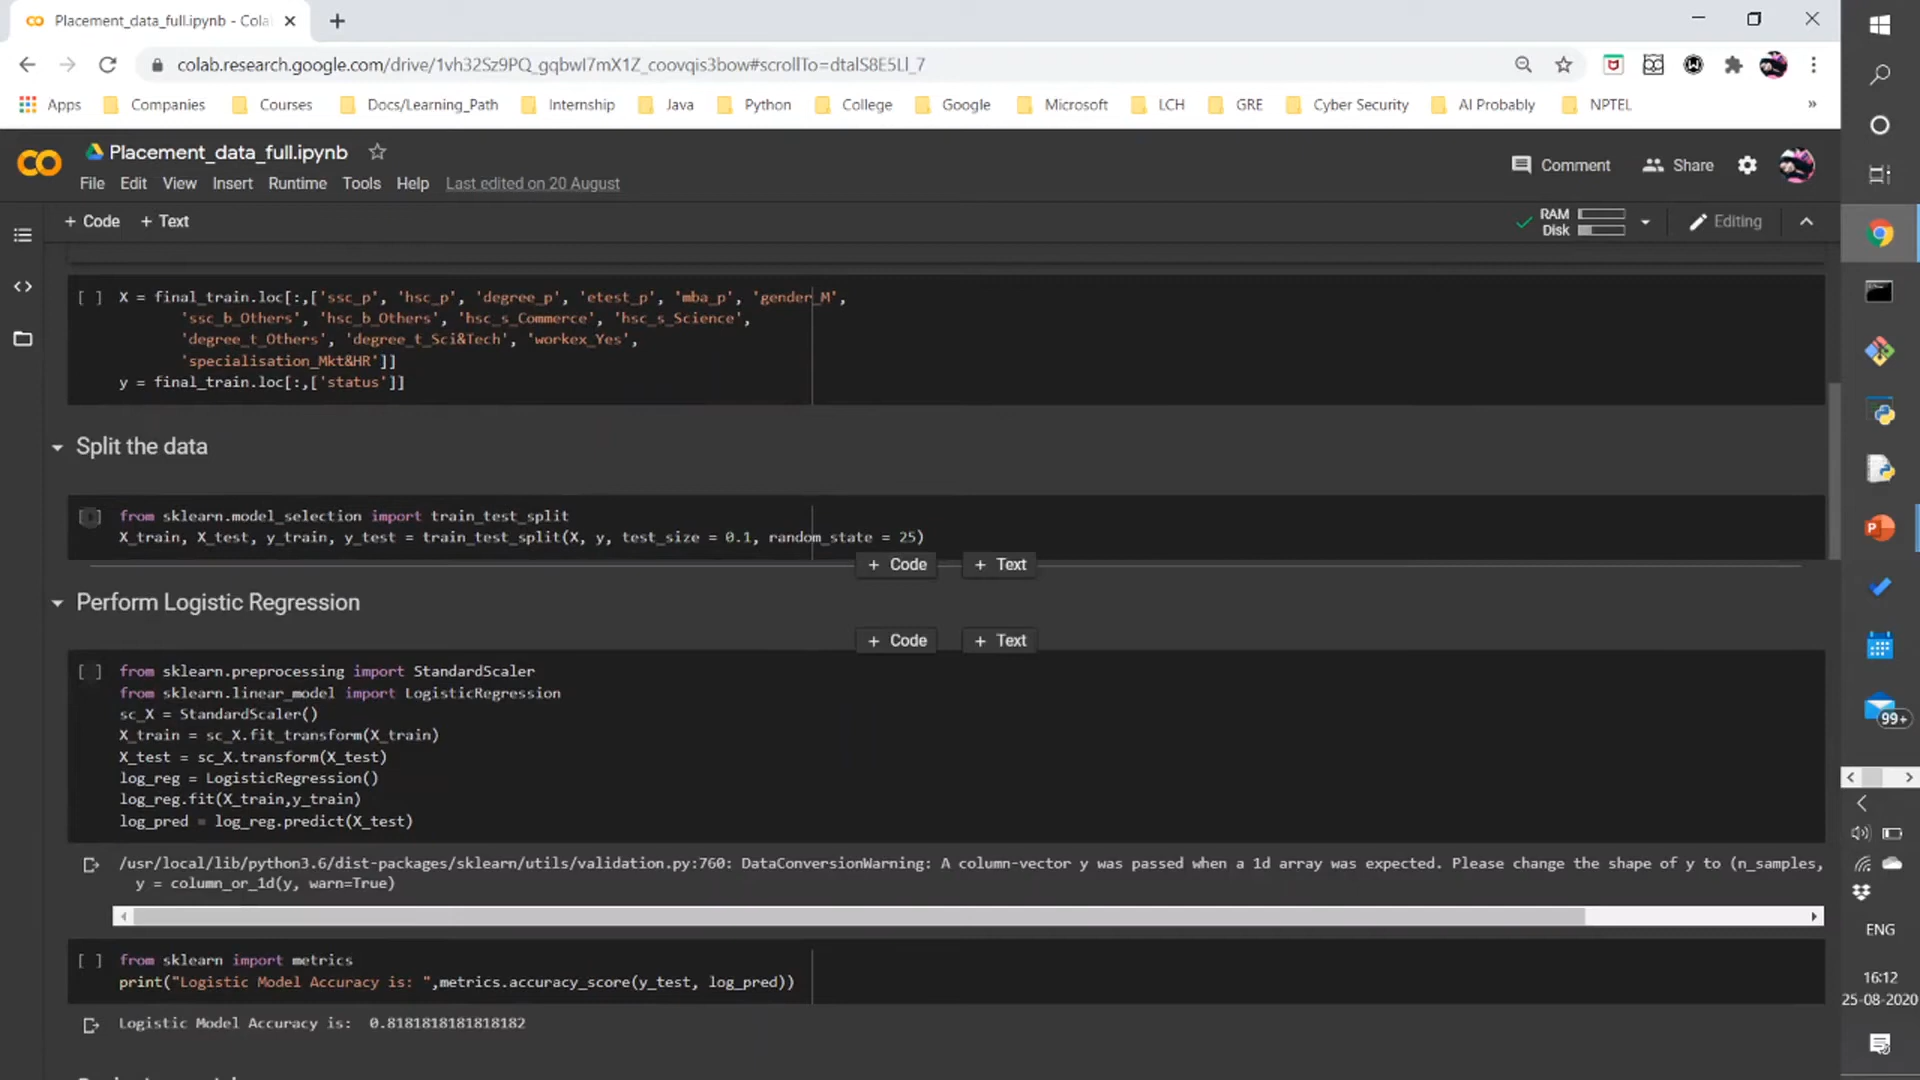 Placement_data_full.ipynb - Cola
colab.research.google.com/drive/1vh32Sz9PQ_gqbwI7mX1Z_coovqis3bow#scrollTo=dtalS8E5Ll_7
Apps Companies Courses Docs/Learning_Path Internship Java Python College Google Microsoft LCH GRE Cyber Security AI Probably NPTEL »
Placement_data_full.ipynb
Comment Share
File Edit View Insert Runtime Tools Help Last edited on 20 August
+ Code + Text
RAM
Disk
Editing
[ ] X = final_train.loc[:,['ssc_p', 'hsc_p', 'degree_p', 'etest_p', 'mba_p', 'gender_M',
'ssc_b_Others', 'hsc_b_Others', 'hsc_s_Commerce', 'hsc_s_Science',
'degree_t_Others', 'degree_t_Sci&Tech', 'workex_Yes',
'specialisation_Mkt&HR']]
y = final_train.loc[:,['status']]
Split the data
[ ] from sklearn.model_selection import train_test_split
X_train, X_test, y_train, y_test = train_test_split(X, y, test_size = 0.1, random_state = 25)
+ Code + Text
Perform Logistic Regression
+ Code + Text
[ ] from sklearn.preprocessing import StandardScaler
from sklearn.linear_model import LogisticRegression
sc_X = StandardScaler()
X_train = sc_X.fit_transform(X_train)
X_test = sc_X.transform(X_test)
log_reg = LogisticRegression()
log_reg.fit(X_train,y_train)
log_pred = log_reg.predict(X_test)
/usr/local/lib/python3.6/dist-packages/sklearn/utils/validation.py:760: DataConversionWarning: A column-vector y was passed when a 1d array was expected. Please change the shape of y to (n_samples,
y = column_or_1d(y, warn=True)
[ ] from sklearn import metrics
print("Logistic Model Accuracy is: ",metrics.accuracy_score(y_test, log_pred))
Logistic Model Accuracy is: 0.8181818181818182
99+
ENG
16:12
25-08-2020